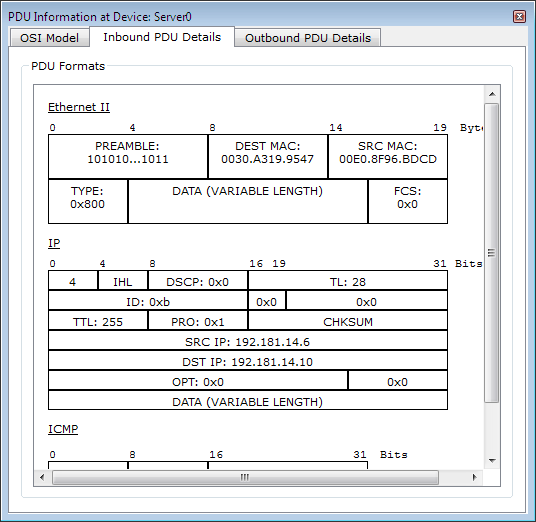 PDU Information at Device: Server0
OSI Model Inbound PDU Details Outbound PDU Details
PDU Formats
Ethernet II
0 4 8 14 19 Byte
PREAMBLE: DEST MAC: SRC MAC:
101010...1011 0030.A319.9547 00E0.8F96.BDCD
TYPE: DATA (VARIABLE LENGTH) FCS:
0x800 0x0
IP
0 4 8 16 19 31 Bits
4 IHL DSCP: 0x0 TL: 28
ID: 0xb 0x0 0x0
TTL: 255 PRO: 0x1 CHKSUM
SRC IP: 192.181.14.6
DST IP: 192.181.14.10
OPT: 0x0 0x0
DATA (VARIABLE LENGTH)
ICMP
0 8 16 31 Bits